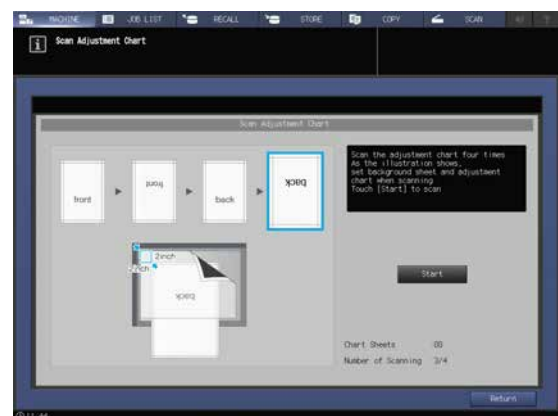 MACHINE JOB LIST RECALL STORE COPY SCAN
Scan Adjustment Chart
Scan Adjustment Chart
front front back back
Scan the adjustment chart four times
As the illustration shows,
set background sheet and adjustment
chart when scanning
Touch [Start] to scan
2inch
2inch
back
Start
Chart Sheets 00
Number of Scanning 3/4
Return